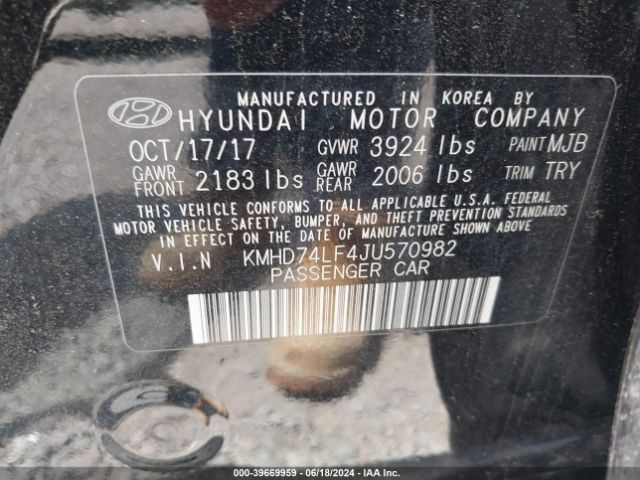 MANUFACTURED IN KOREA BY
HYUNDAI MOTOR COMPANY
OCT/17/17 GVWR 3924 lbs PAINT MJB
GAWR FRONT 2183 lbs GAWR REAR 2006 lbs TRIM TRY
THIS VEHICLE CONFORMS TO ALL APPLICABLE U.S.A. FEDERAL
MOTOR VEHICLE SAFETY, BUMPER, AND THEFT PREVENTION STANDARDS
IN EFFECT ON THE DATE OF MANUFACTURE SHOWN ABOVE
V.I.N KMHD74LF4JU570982
PASSENGER CAR
000-39669959 - 06/18/2024 - IAA Inc.